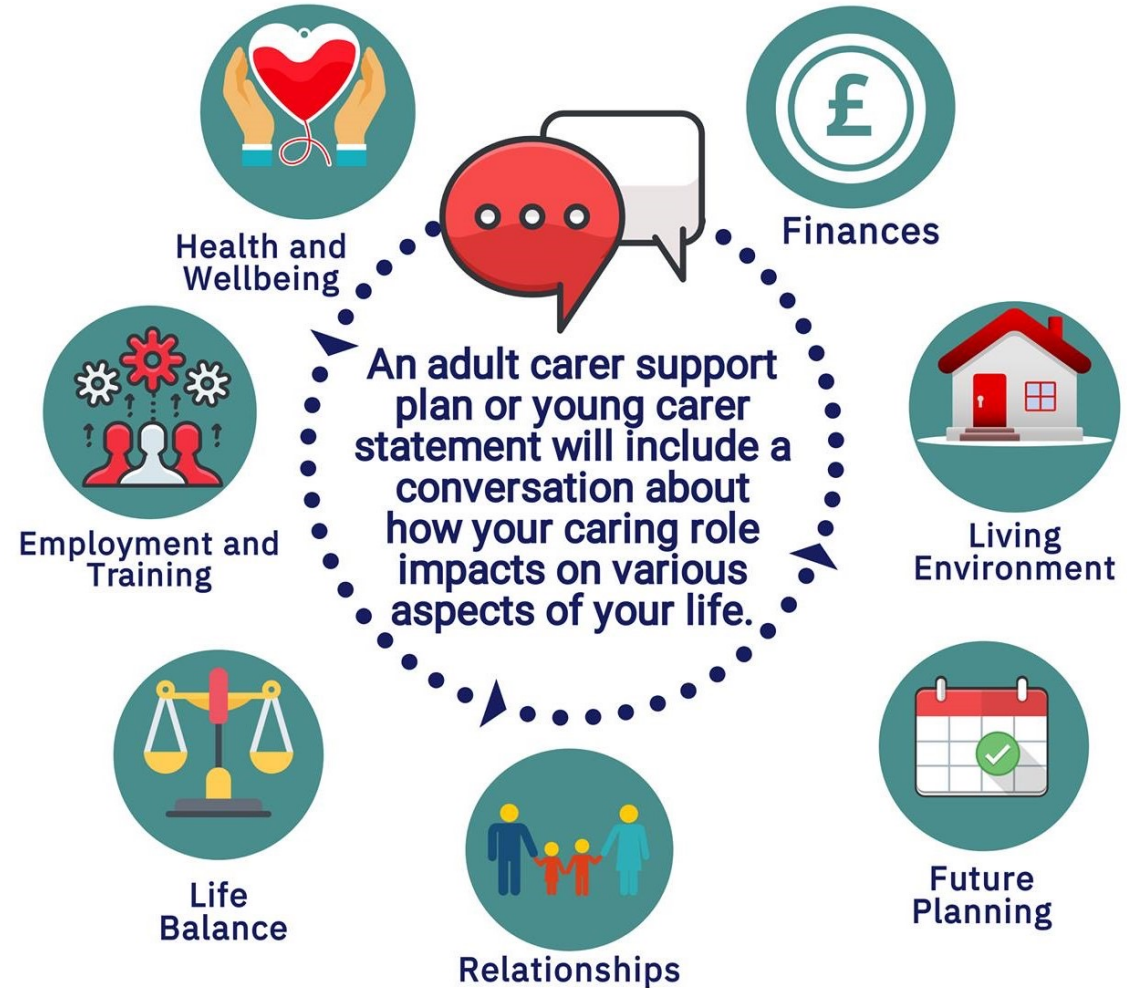 Health and
Wellbeing
£
Finances
Employment and
Training
An adult carer support
plan or young carer
statement will include a
conversation about
how your caring role
impacts on various
aspects of your life.
Living
Environment
Life
Balance
Relationships
Future
Planning